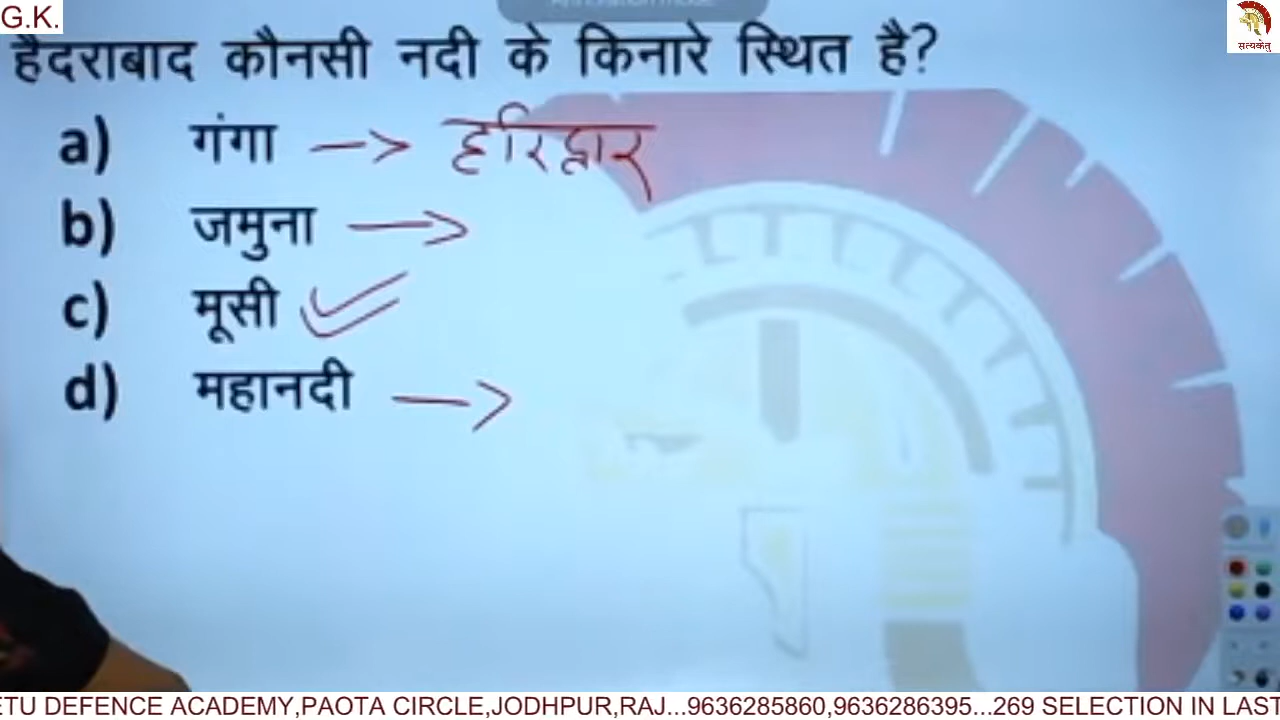 G.K.
सत्यकेतु
हैदराबाद कौनसी नदी के किनारे स्थित है?
a) गंगा → हरिद्वार
b) जमुना →
c) मूसी
d) महानदी →
ETU DEFENCE ACADEMY,PAOTA CIRCLE,JODHPUR,RAJ...9636285860,9636286395...269 SELECTION IN LAST